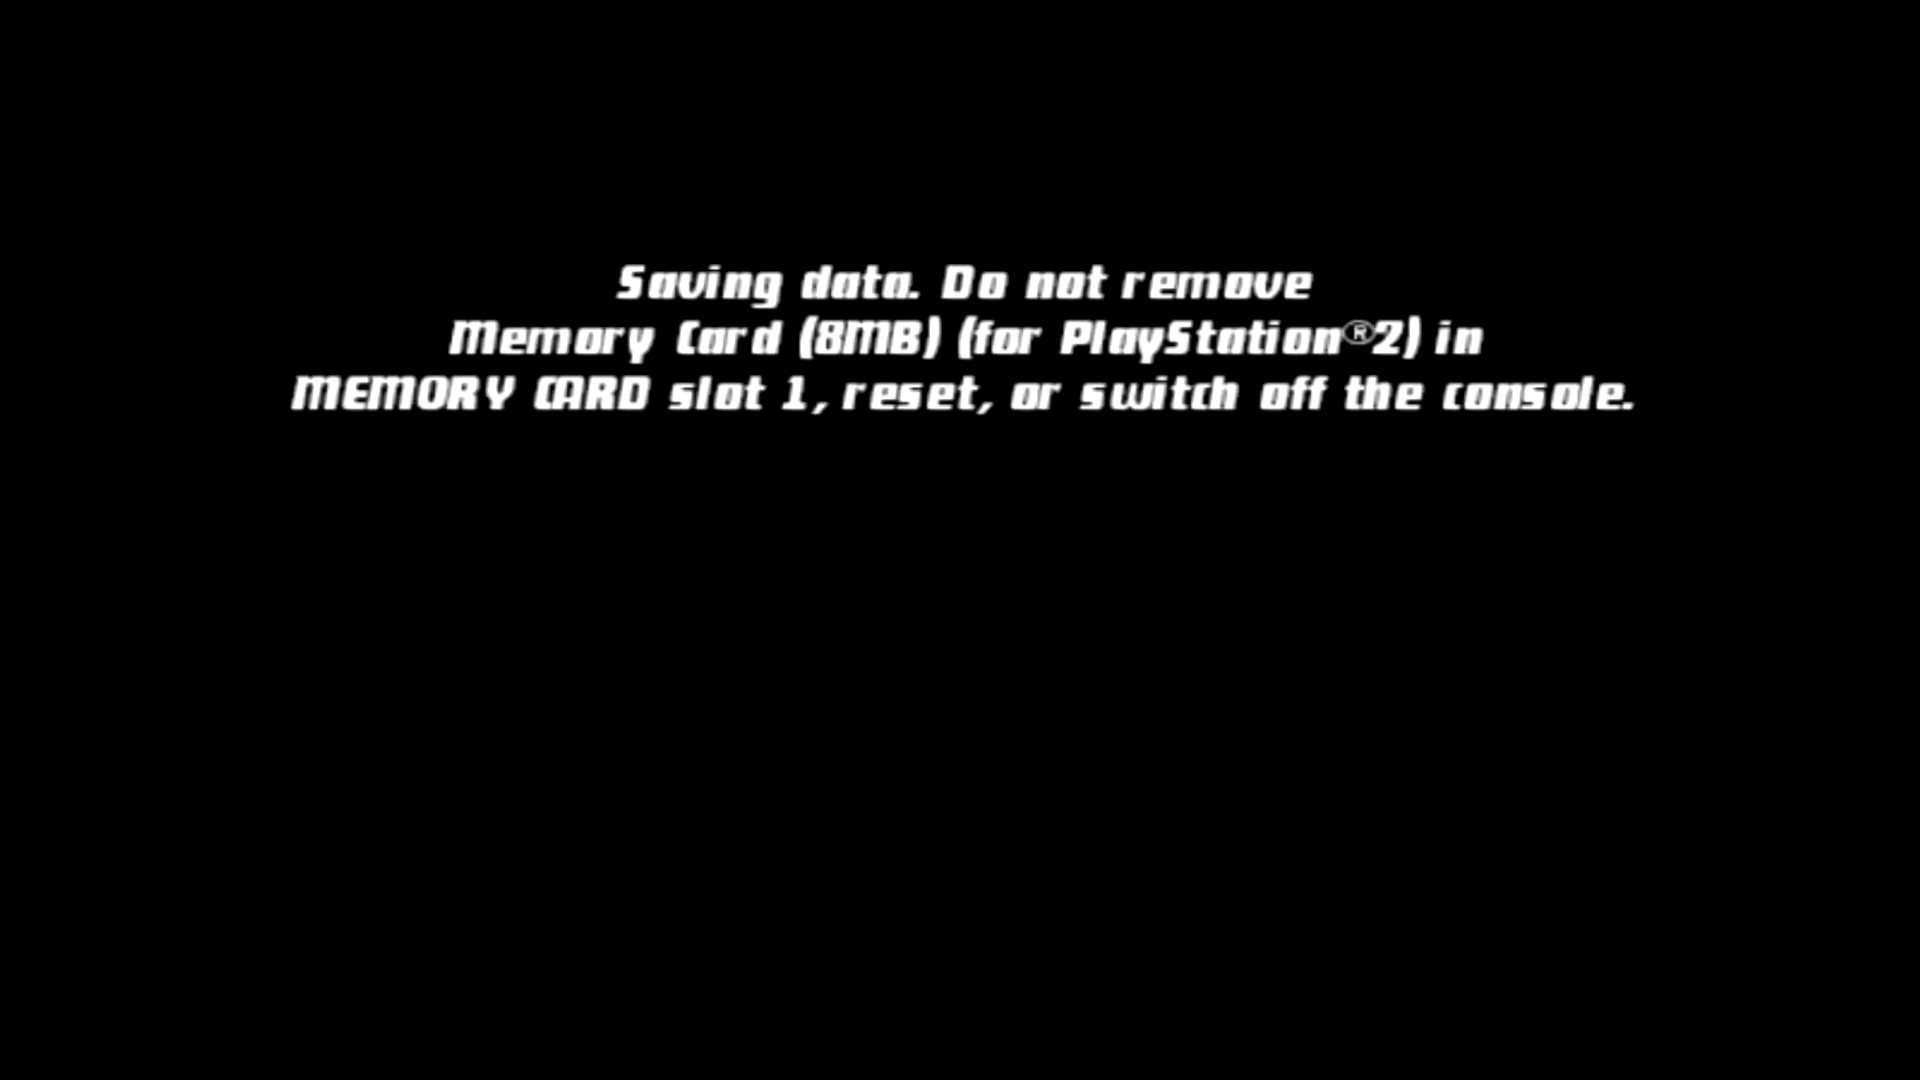 Saving data. Do not remove
Memory Card (8MB) (for PlayStation®2) in
MEMORY CARD slot 1, reset, or switch off the console.